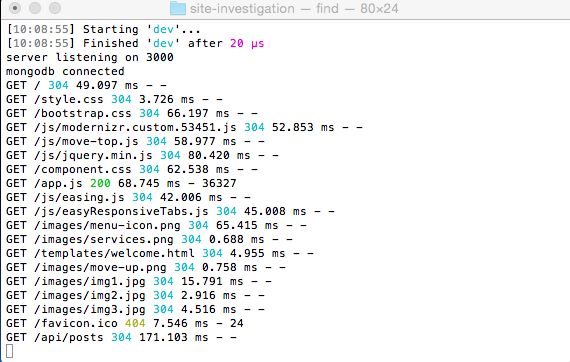 site-investigation — find — 80×24
[10:08:55] Starting 'dev'...
[10:08:55] Finished 'dev' after 20 μs
server listening on 3000
mongodb connected
GET / 304 49.097 ms - -
GET /style.css 304 3.726 ms - -
GET /bootstrap.css 304 66.197 ms - -
GET /js/modernizr.custom.53451.js 304 52.853 ms - -
GET /js/move-top.js 304 58.977 ms - -
GET /js/jquery.min.js 304 80.420 ms - -
GET /component.css 304 62.538 ms - -
GET /app.js 200 68.745 ms - 36327
GET /js/easing.js 304 42.006 ms - -
GET /js/easyResponsiveTabs.js 304 45.008 ms - -
GET /images/menu-icon.png 304 65.415 ms - -
GET /images/services.png 304 0.688 ms - -
GET /templates/welcome.html 304 4.955 ms - -
GET /images/move-up.png 304 0.758 ms - -
GET /images/img1.jpg 304 15.791 ms - -
GET /images/img2.jpg 304 2.916 ms - -
GET /images/img3.jpg 304 4.516 ms - -
GET /favicon.ico 404 7.546 ms - 24
GET /api/posts 304 171.103 ms - -